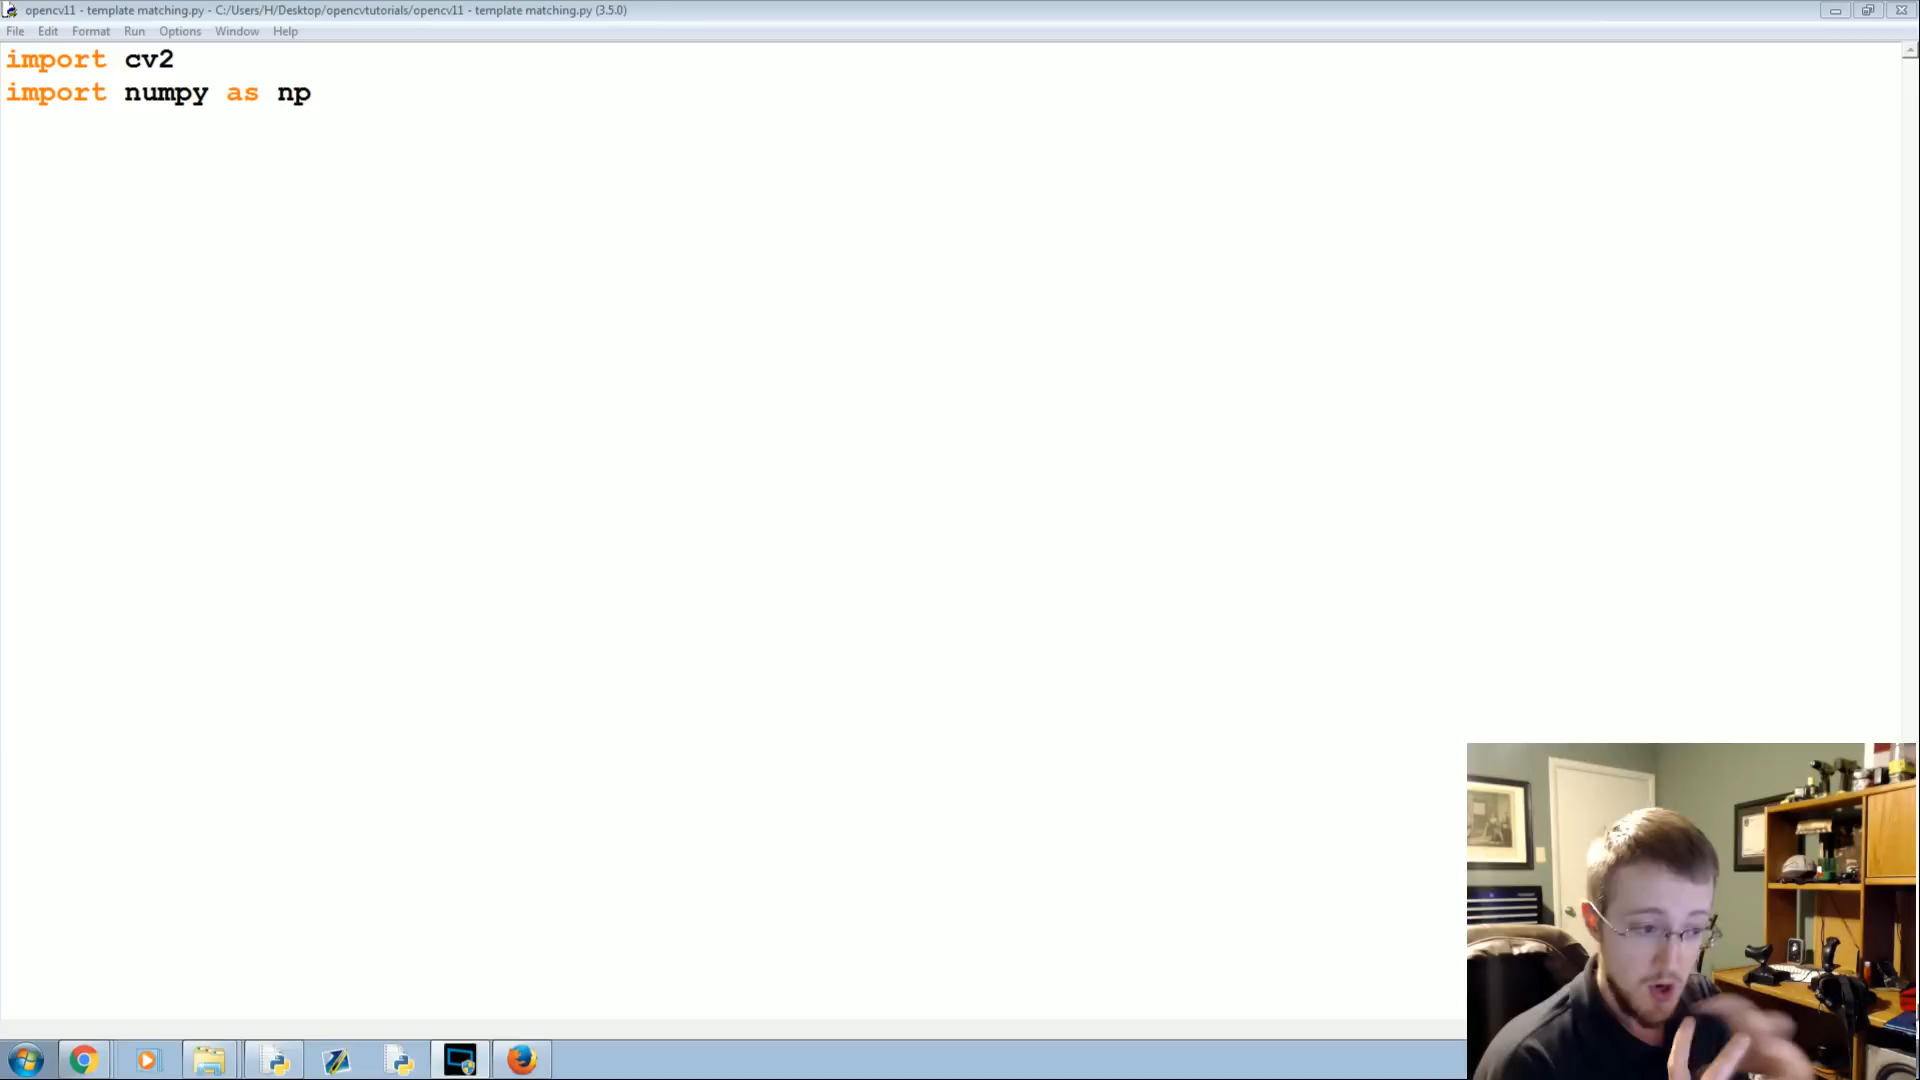 opencv11 - template matching.py - C:/Users/H/Desktop/opencvtutorials/opencv11 - template matching.py (3.5.0)
File Edit Format Run Options Window Help
import cv2
import numpy as np